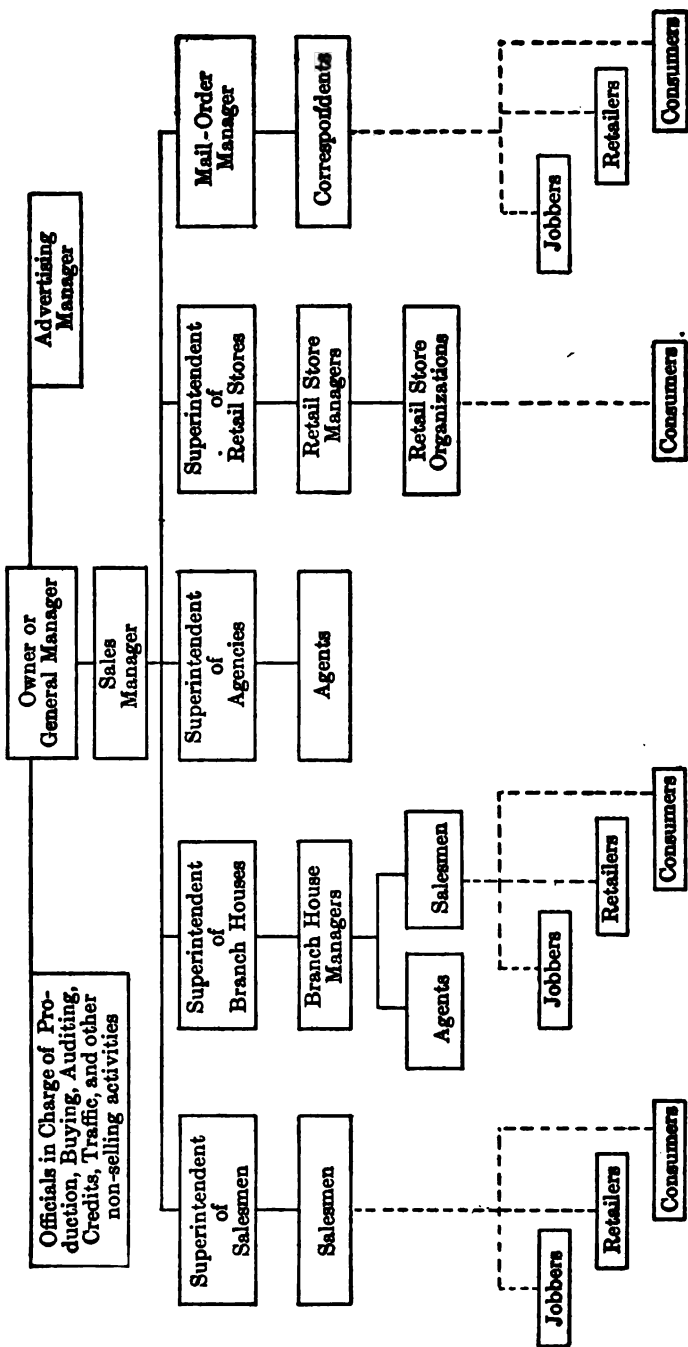 Owner or
General Manager
Officials in Charge of Pro-
duction, Buying, Auditing,
Credits, Traffic, and other
non-selling activities
Advertising
Manager
Sales
Manager
Superintendent
of
Salesmen
Superintendent
of
Branch Houses
Superintendent
of
Agencies
Superintendent
of
Retail Stores
Mail-Order
Manager
Salesmen
Branch House
Managers
Agents
Retail Store
Managers
Correspondents
Agents
Salesmen
Retail Store
Organizations
Jobbers
Retailers
Consumers
Jobbers
Retailers
Consumers
Consumers
Jobbers
Retailers
Consumers